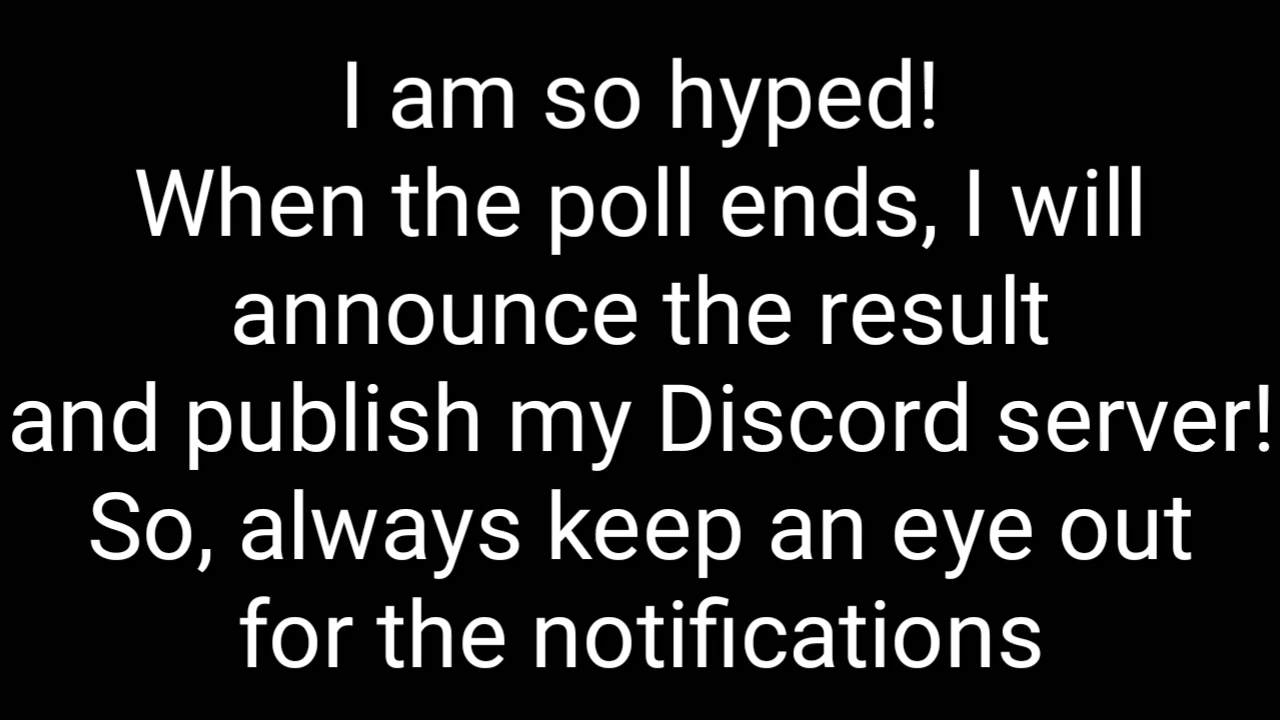 I am so hyped!
When the poll ends, I will
announce the result
and publish my Discord server!
So, always keep an eye out
for the notifications